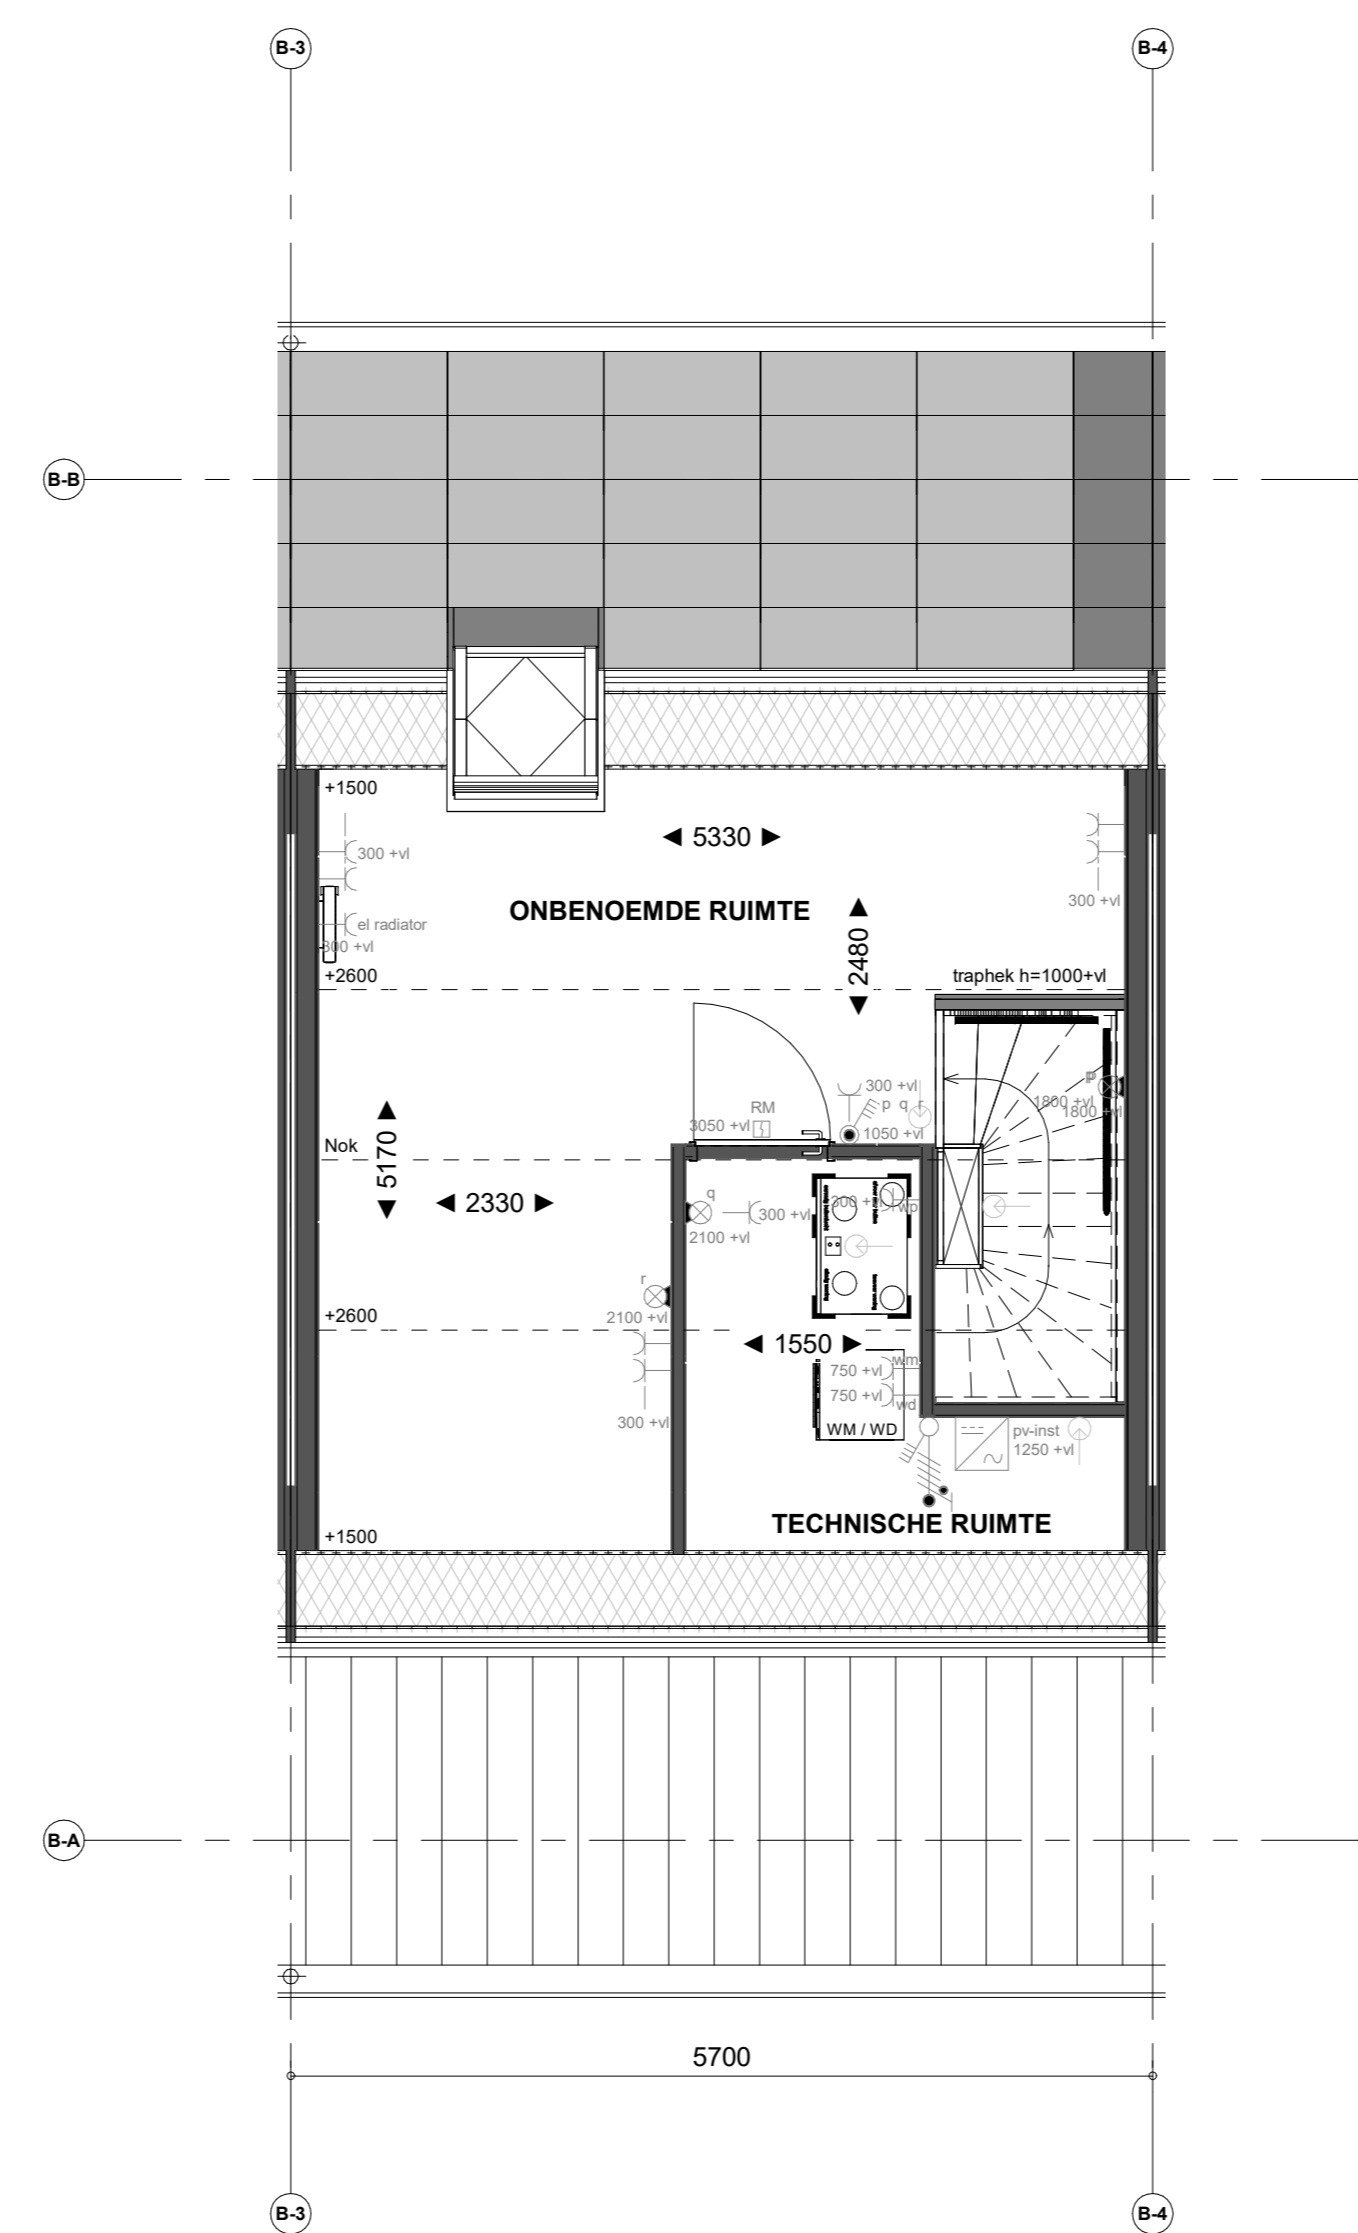 B-3
B-4
B-B
+1500
5330
300 +vl
300 +vl
ONBENOEMDE RUIMTE
el radiator
300 +vl
2480
+2600
traphek h=1000+vl
300 +vl
p q r
RM
3050 +vl
1050 +vl
p
1800 +vl
1800 +vl
Nok
5170
2330
q
300 +vl
2100 +vl
300 +vl
wp
r
2100 +vl
+2600
1550
wm
750 +vl
750 +vl
wd
300 +vl
WM / WD
pv-inst
1250 +vl
TECHNISCHE RUIMTE
+1500
B-A
5700
B-3
B-4